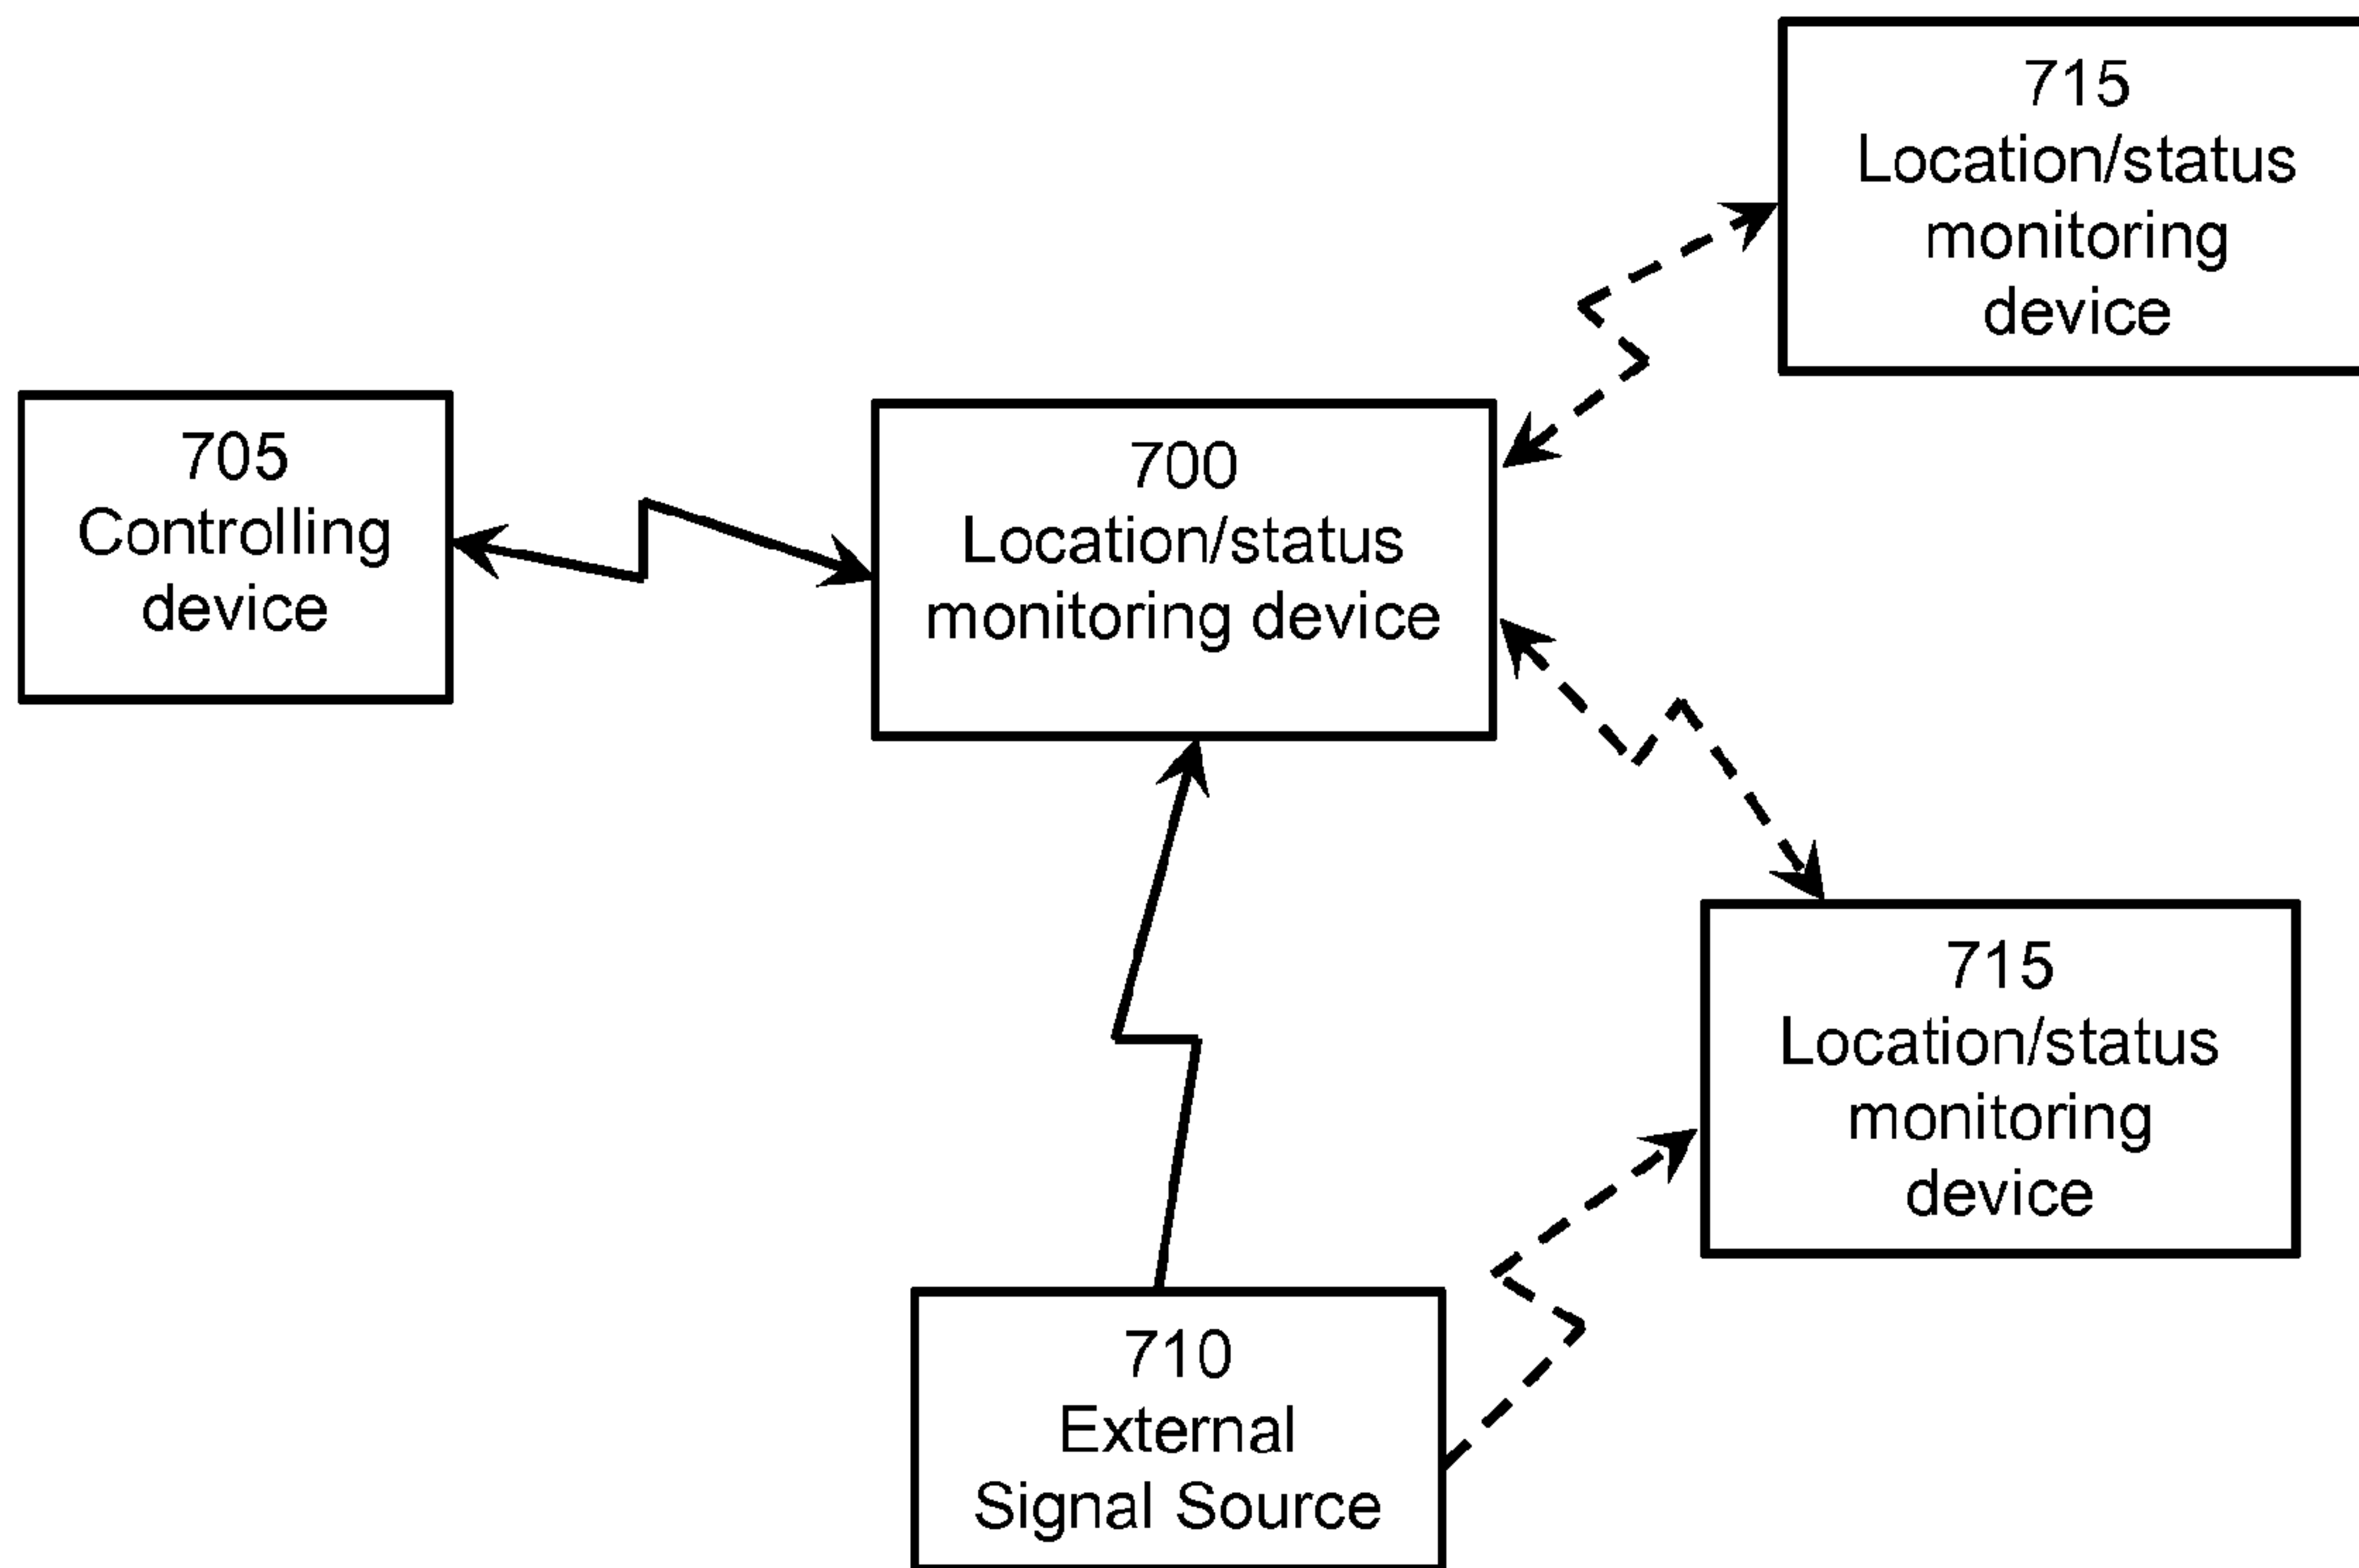 715
Location/status
monitoring
device
705
Controlling
device
700
Location/status
monitoring device
715
Location/status
monitoring
device
710
External
Signal Source